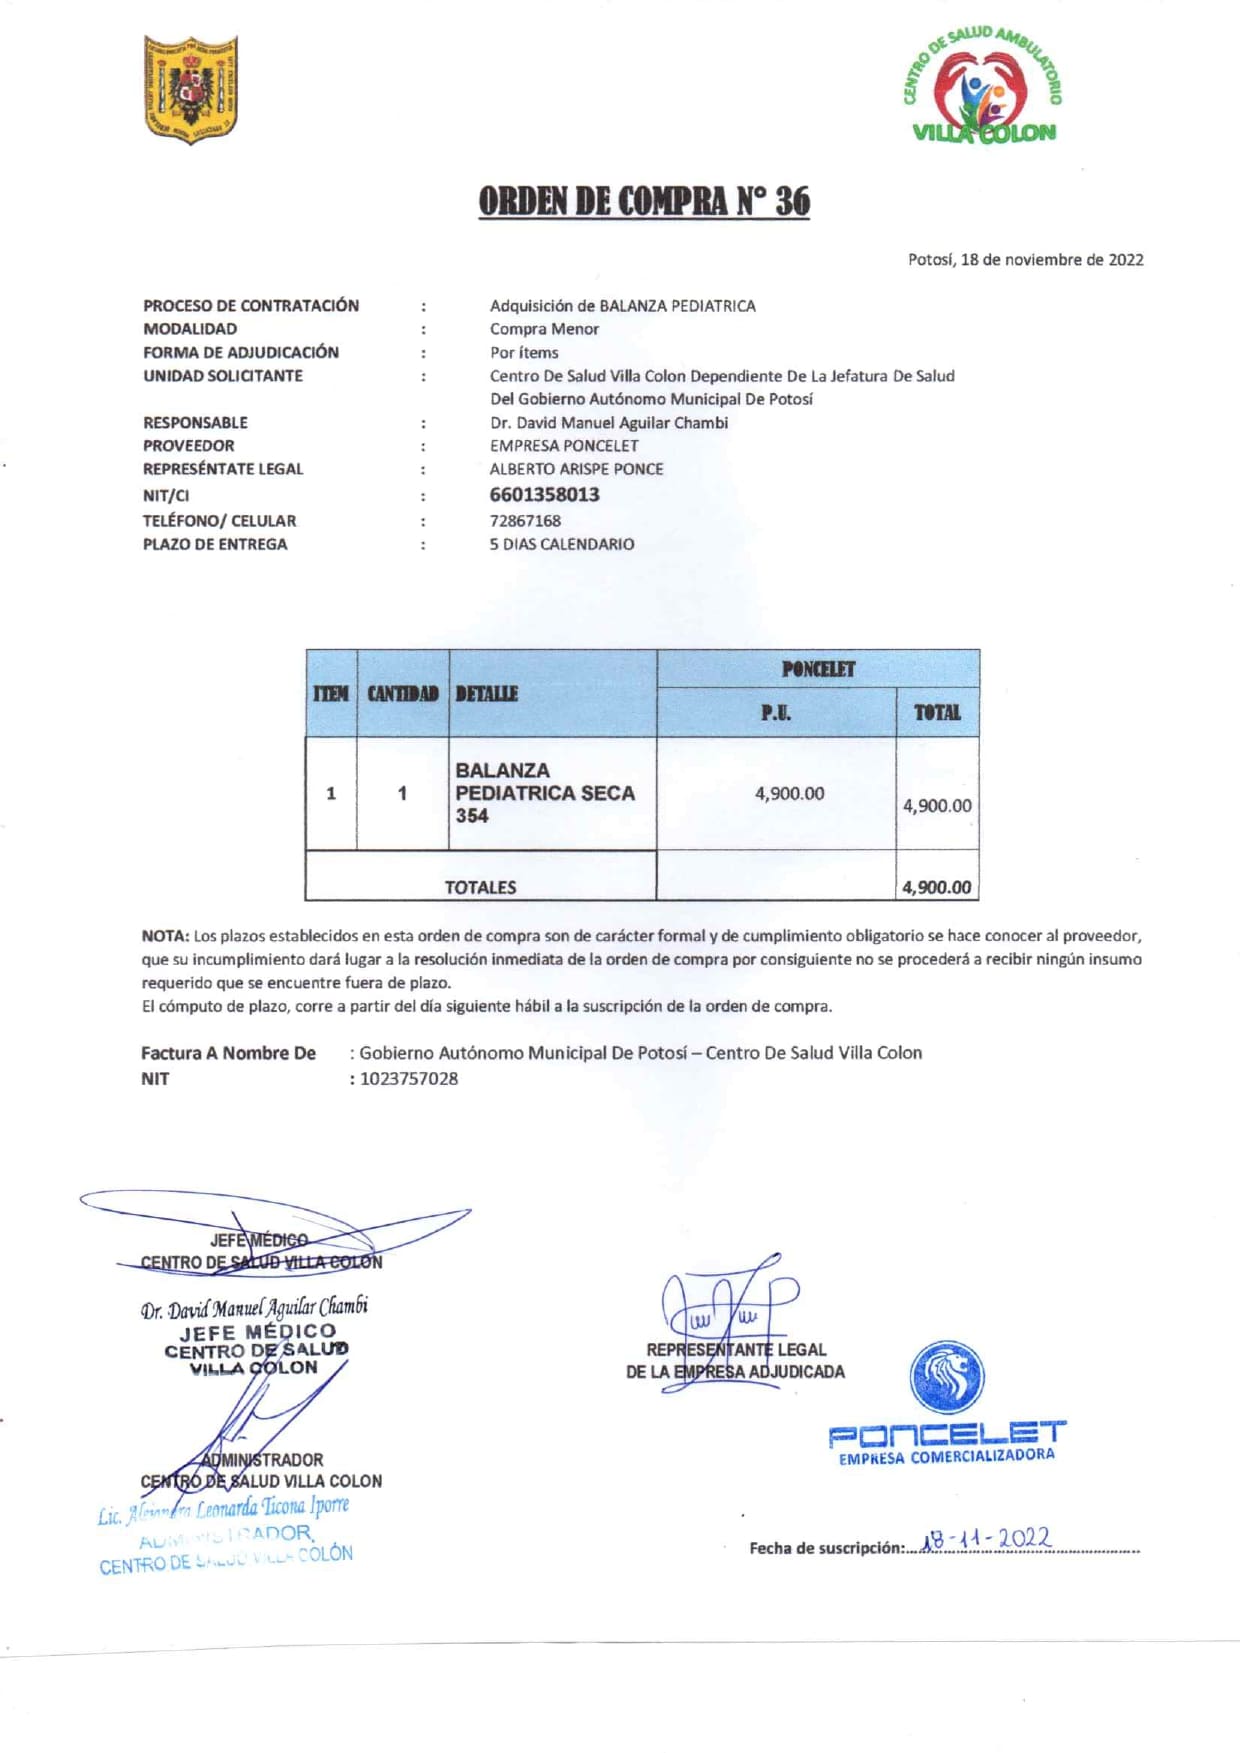 CENTRO DE SALUD AMBULATORIO
VILLA COLON
ORDEN DE COMPRA N° 36
Potosí, 18 de noviembre de 2022
PROCESO DE CONTRATACIÓN : Adquisición de BALANZA PEDIATRICA
MODALIDAD : Compra Menor
FORMA DE ADJUDICACIÓN : Por ítems
UNIDAD SOLICITANTE : Centro De Salud Villa Colon Dependiente De La Jefatura De Salud
Del Gobierno Autónomo Municipal De Potosí
RESPONSABLE : Dr. David Manuel Aguilar Chambi
PROVEEDOR : EMPRESA PONCELET
REPRESÉNTATE LEGAL : ALBERTO ARISPE PONCE
NIT/CI : 6601358013
TELÉFONO/ CELULAR : 72867168
PLAZO DE ENTREGA : 5 DIAS CALENDARIO
PONCELET
ITEM CANTIDAD DETALLE
P.U. TOTAL
BALANZA
1 1 PEDIATRICA SECA 4,900.00 4,900.00
354
TOTALES 4,900.00
NOTA: Los plazos establecidos en esta orden de compra son de carácter formal y de cumplimiento obligatorio se hace conocer al proveedor,
que su incumplimiento dará lugar a la resolución inmediata de la orden de compra por consiguiente no se procederá a recibir ningún insumo
requerido que se encuentre fuera de plazo.
El cómputo de plazo, corre a partir del día siguiente hábil a la suscripción de la orden de compra.
Factura A Nombre De : Gobierno Autónomo Municipal De Potosí – Centro De Salud Villa Colon
NIT : 1023757028
JEFE MÉDICO
CENTRO DE SALUD VILLA COLON
Dr. David Manuel Aguilar Chambi
JEFE MÉDICO
CENTRO DE SALUD
VILLA COLON
REPRESENTANTE LEGAL
DE LA EMPRESA ADJUDICADA
PONCELET
EMPRESA COMERCIALIZADORA
ADMINISTRADOR
CENTRO DE SALUD VILLA COLON
Lic. Alejandra Leonarda Ticona Iporre
ADMINISTRADOR
CENTRO DE SALUD VILLA COLÓN
Fecha de suscripción: 18-11-2022